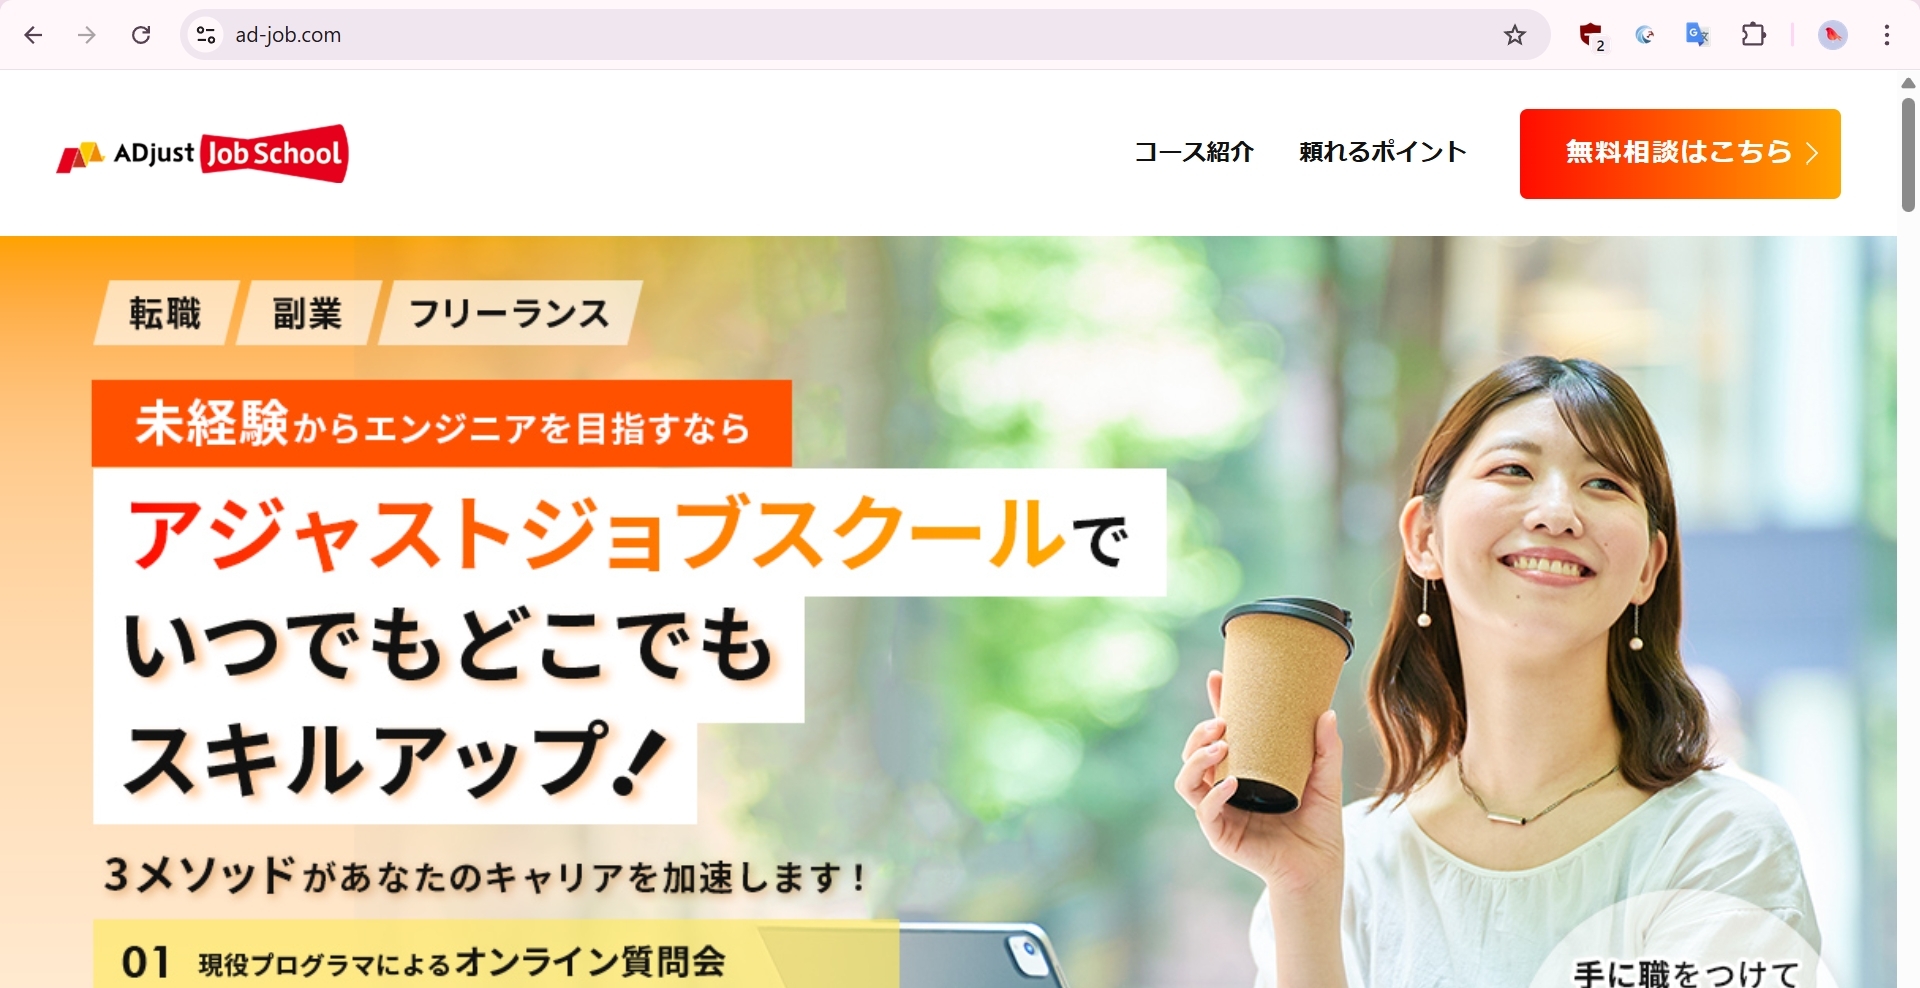 ad-job.com
2
ADjust Job School
コース紹介
頼れるポイント
無料相談はこちら
転職
副業
フリーランス
未経験からエンジニアを目指すなら
アジャストジョブスクールで
いつでもどこでも
スキルアップ!
3メソッドがあなたのキャリアを加速します!
01 現役プログラマによるオンライン質問会
手に職をつけて